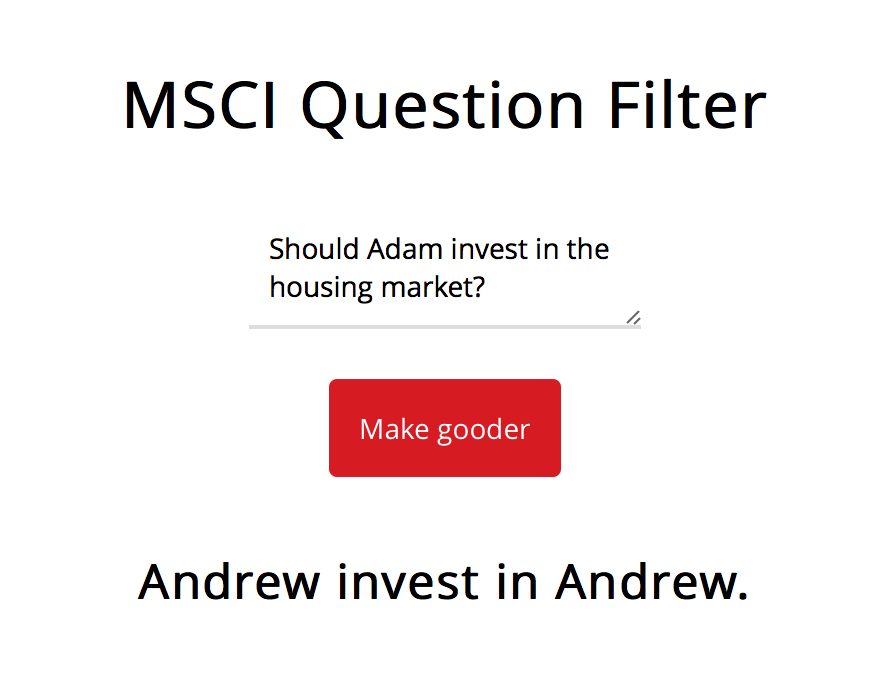 MSCI Question Filter
Should Adam invest in the
housing market?
Make gooder
Andrew invest in Andrew.